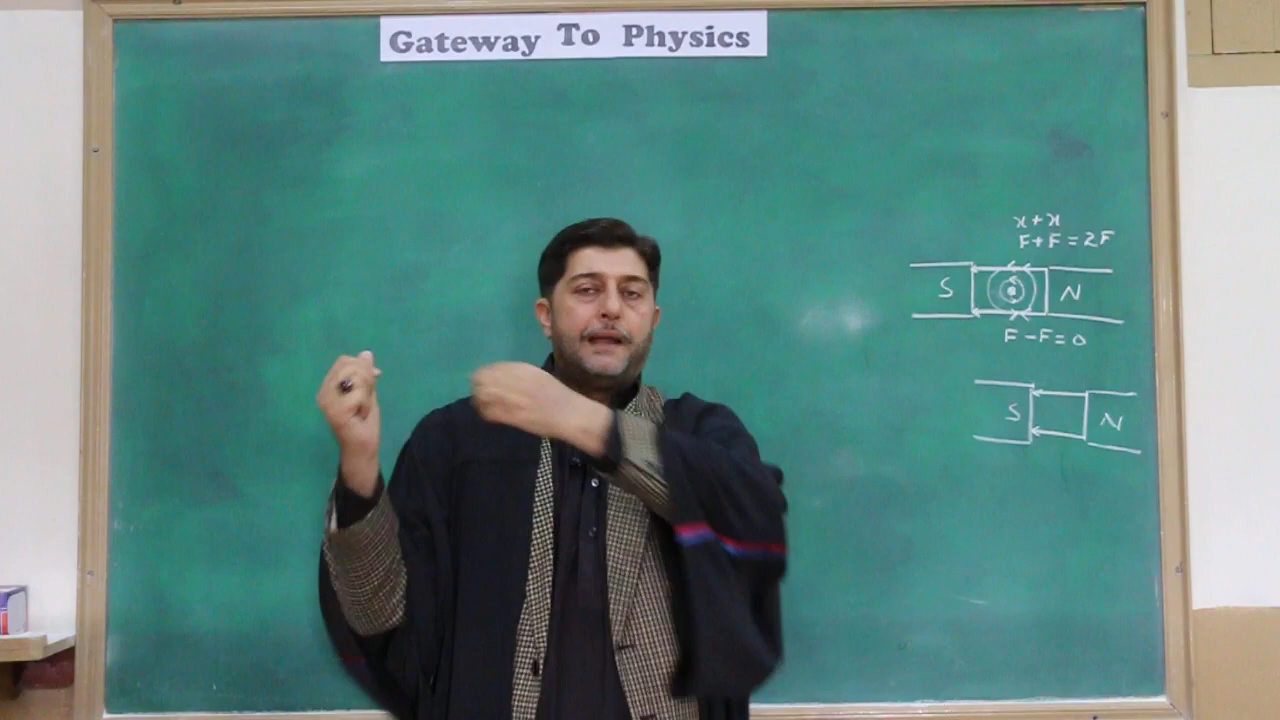 Gateway To Physics
x + x
F + F = 2F
S N
F - F = 0
S N